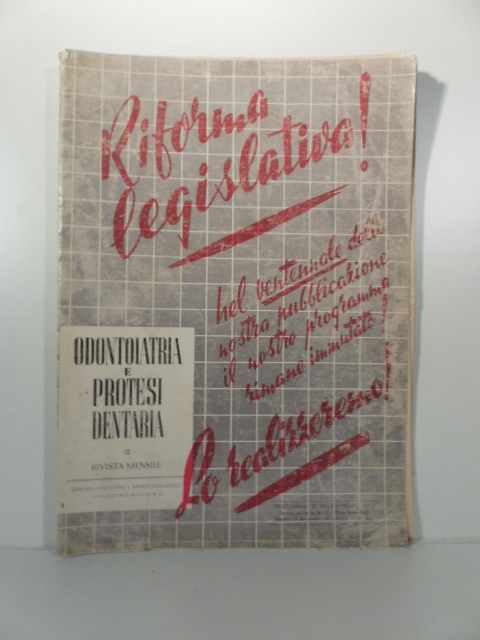 Riforma
legislativa!
nel ventennale della
nostra pubblicazione
il nostro programma
rimane immutato!
Lo realizzeremo!
ODONTOIATRIA
E
PROTESI
DENTARIA
RIVISTA MENSILE